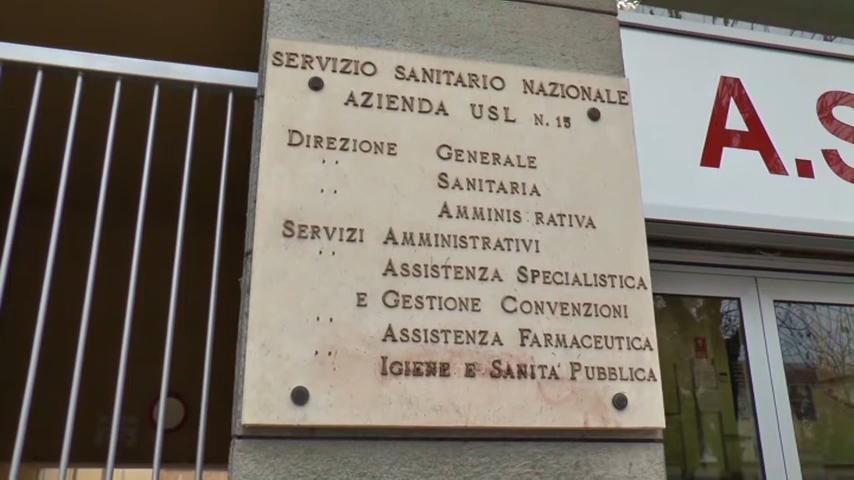 SERVIZIO SANITARIO NAZIONALE
AZIENDA USL N. 15
DIREZIONE GENERALE
" SANITARIA
" AMMINIS RATIVA
SERVIZI AMMINISTRATIVI
" ASSISTENZA SPECIALISTICA
E GESTIONE CONVENZIONI
" ASSISTENZA FARMACEUTICA
" IGIENE E SANITA' PUBBLICA
A.S